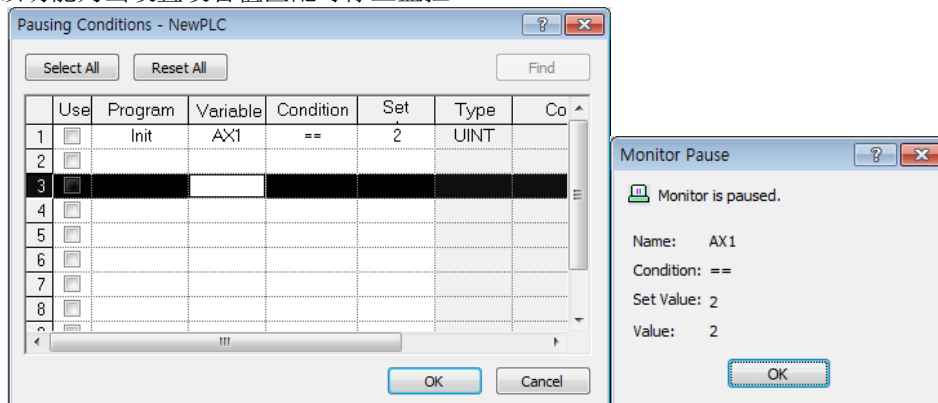 Pausing Conditions - NewPLC
Select All Reset All Find
Use Program Variable Condition Set Type Co
1 Init AX1 == 2 UINT
2
3
4
5
6
7
8
OK Cancel
Monitor Pause
Monitor is paused.
Name: AX1
Condition: ==
Set Value: 2
Value: 2
OK